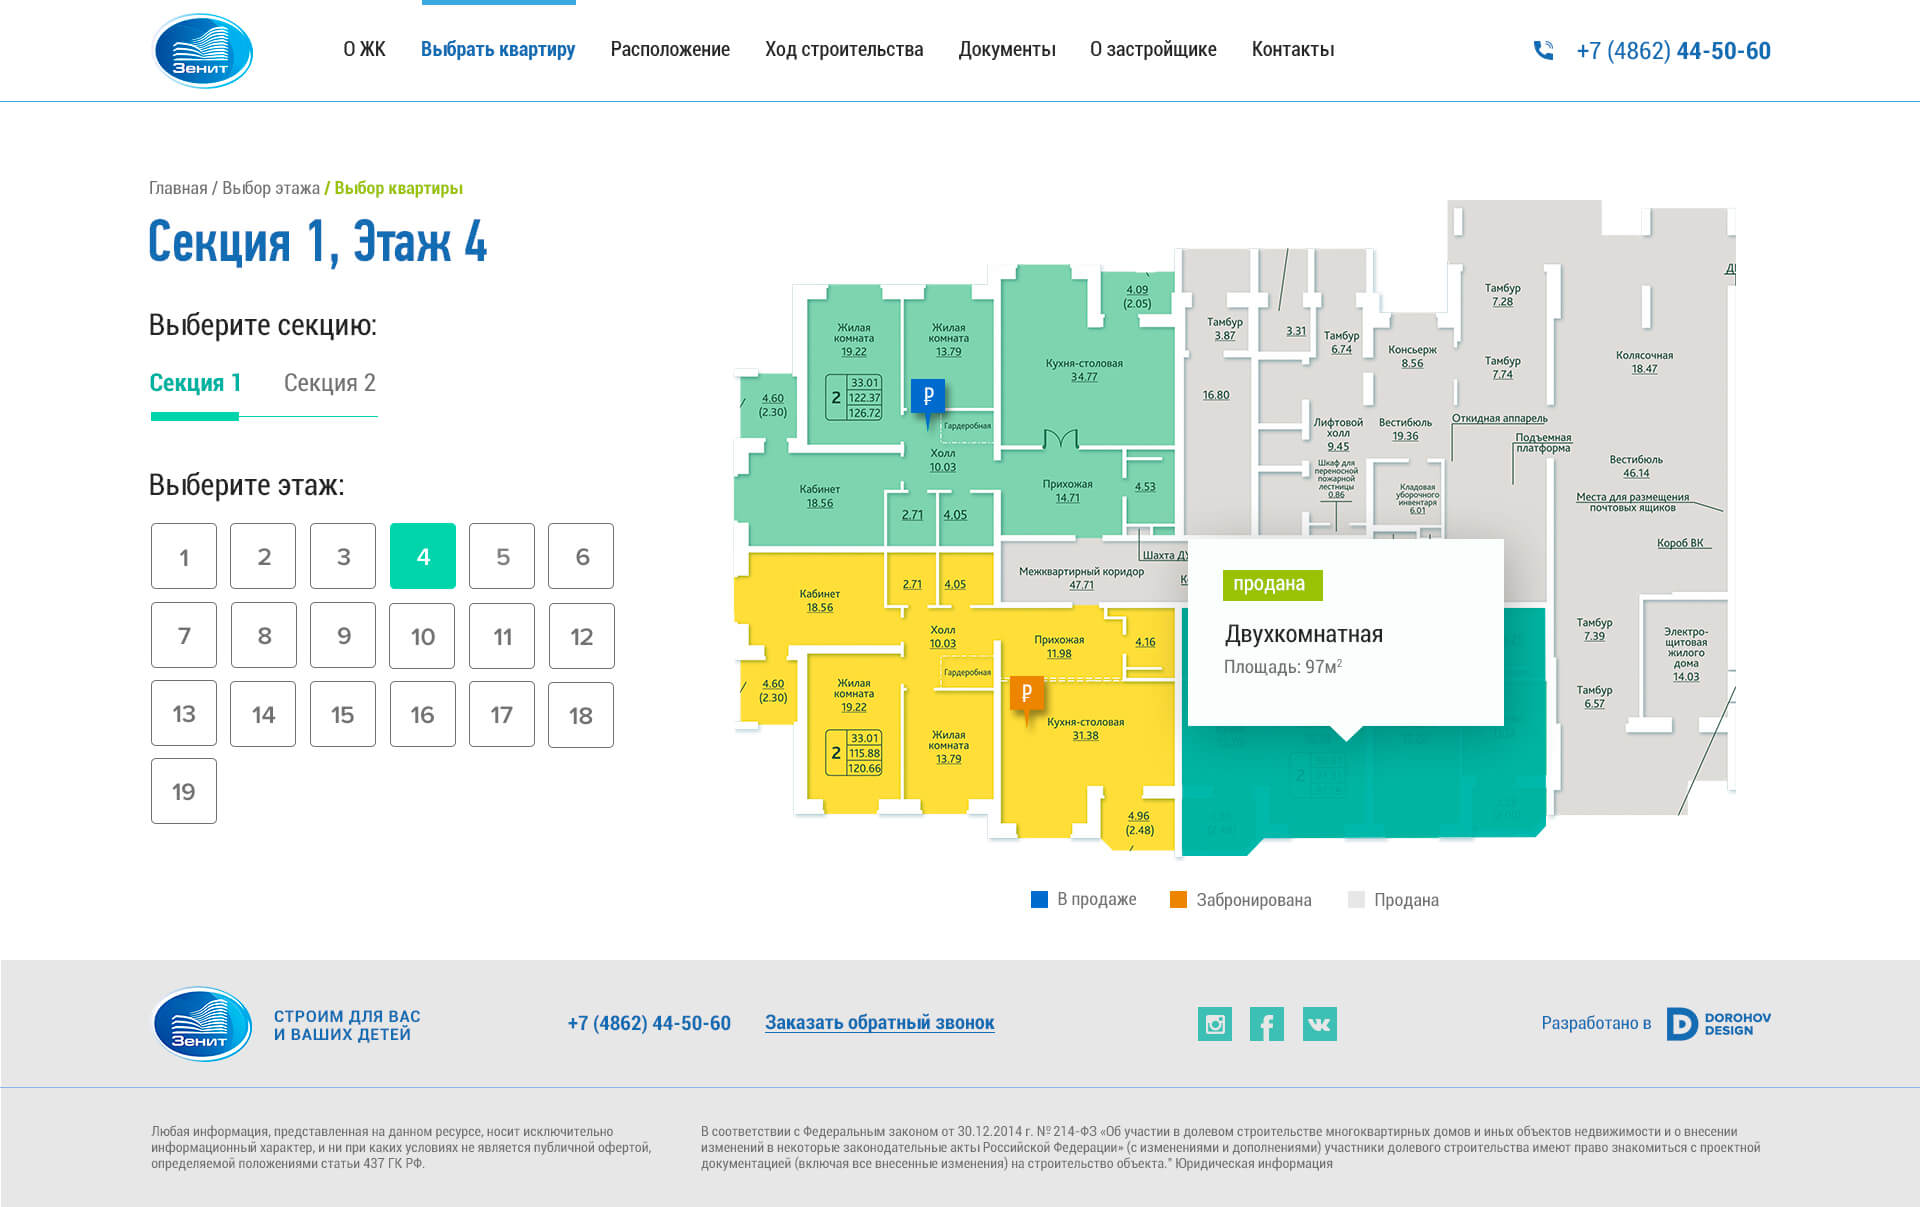 Зенит
О ЖК
Выбрать квартиру
Расположение
Ход строительства
Документы
О застройщике
Контакты
+7 (4862) 44-50-60
Главная / Выбор этажа / Выбор квартиры
Секция 1, Этаж 4
Выберите секцию:
Секция 1
Секция 2
Выберите этаж:
1 2 3 4 5 6
7 8 9 10 11 12
13 14 15 16 17 18
19
Жилая
комната
19.22
Жилая
комната
13.79
4.09
(2.05)
Кухня-столовая
34.77
2
33.01
122.37
126.72
₽
4.60
(2.30)
Гардеробная
Холл
10.03
Кабинет
18.56
2.71
4.05
Прихожая
14.71
4.53
Тамбур
3.87
3.31
Тамбур
6.74
Консьерж
8.56
Тамбур
7.28
Тамбур
7.74
Колясочная
18.47
16.80
Лифтовой
холл
9.45
Вестибюль
19.36
Откидная аппарель
Подъемная
платформа
Шкаф для
переносной
пожарной
лестницы
0.86
Кладовая
уборочного
инвентаря
6.01
Вестибюль
46.14
Места для размещения
почтовых ящиков
Короб ВК
Шахта ДУ
Межквартирный коридор
47.71
Кабинет
18.56
2.71
4.05
Холл
10.03
Прихожая
11.98
4.16
Гардеробная
4.60
(2.30)
Жилая
комната
19.22
2
33.01
115.88
120.66
Жилая
комната
13.79
₽
Кухня-столовая
31.38
4.96
(2.48)
продана
Двухкомнатная
Площадь: 97м²
2
Тамбур
7.39
Электро-
щитовая
жилого
дома
14.03
Тамбур
6.57
В продаже
Забронирована
Продана
Зенит
СТРОИМ ДЛЯ ВАС
И ВАШИХ ДЕТЕЙ
+7 (4862) 44-50-60
Заказать обратный звонок
Разработано в
DOROHOV
DESIGN
Любая информация, представленная на данном ресурсе, носит исключительно
информационный характер, и ни при каких условиях не является публичной офертой,
определяемой положениями статьи 437 ГК РФ.
В соответствии с Федеральным законом от 30.12.2014 г. № 214-ФЗ «Об участии в долевом строительстве многоквартирных домов и иных объектов недвижимости и о внесении
изменений в некоторые законодательные акты Российской Федерации» (с изменениями и дополнениями) участники долевого строительства имеют право знакомиться с проектной
документацией (включая все внесенные изменения) на строительство объекта." Юридическая информация